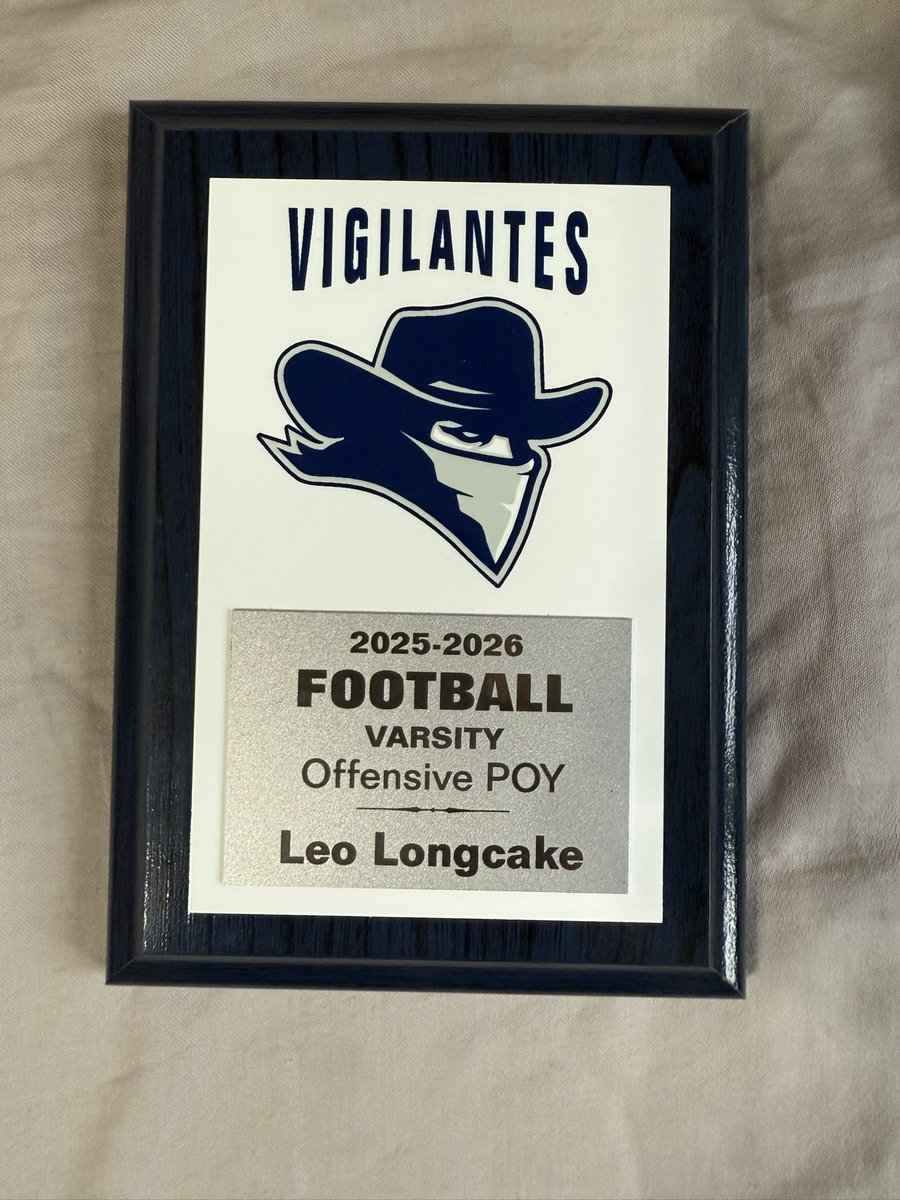 VIGILANTES
2025-2026
FOOTBALL
VARSITY
Offensive POY
Leo Longcake